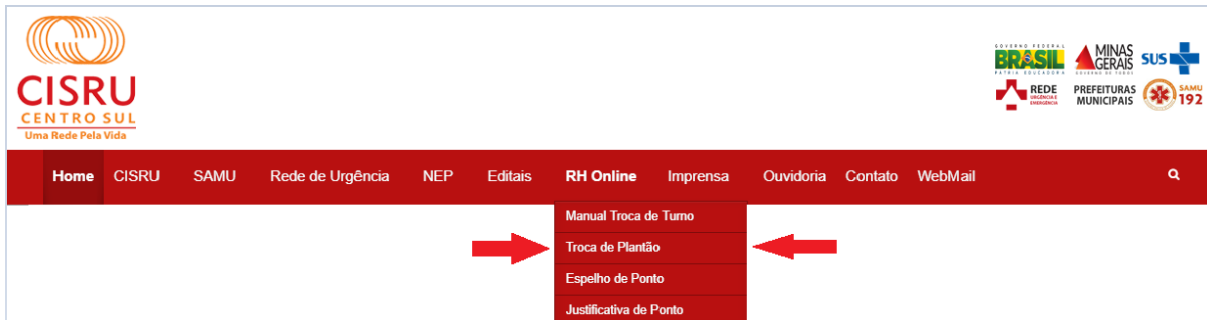 CISRU
CENTRO SUL
Uma Rede Pela Vida
GOVERNO FEDERAL
BRASIL
PÁTRIA EDUCADORA
MINAS
GERAIS
GOVERNO DE TODOS
SUS
REDE
URGÊNCIA E
EMERGÊNCIA
PREFEITURAS
MUNICIPAIS
SAMU
192
Home CISRU SAMU Rede de Urgência NEP Editais RH Online Imprensa Ouvidoria Contato WebMail
Manual Troca de Turno
Troca de Plantão
Espelho de Ponto
Justificativa de Ponto